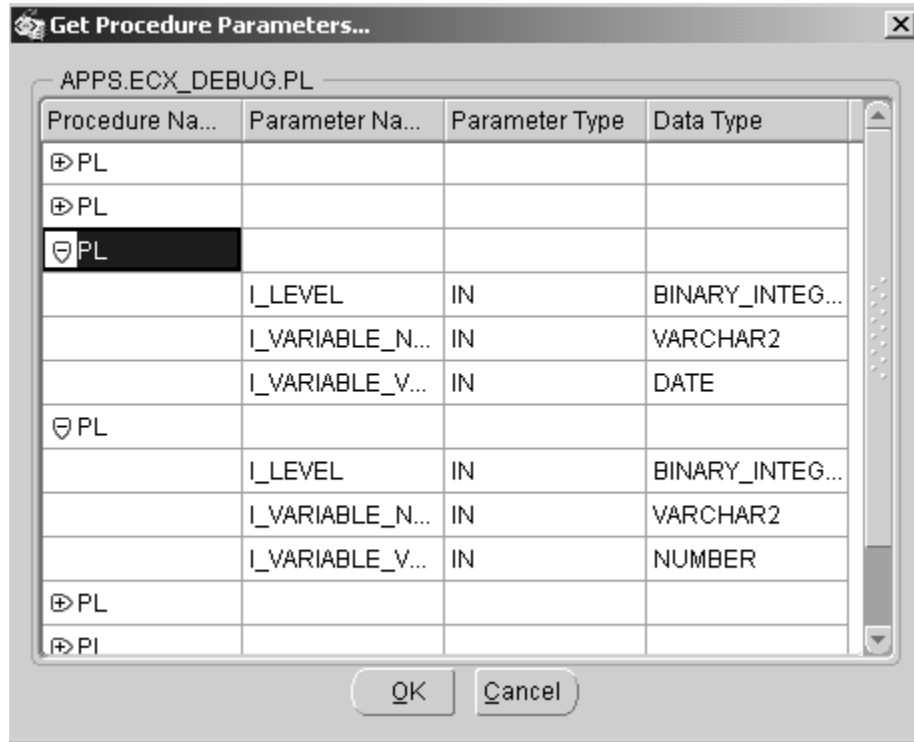 Get Procedure Parameters...
APPS.ECX_DEBUG.PL
Procedure Na... Parameter Na... Parameter Type Data Type
PL
PL
PL
I_LEVEL IN BINARY_INTEG...
I_VARIABLE_N... IN VARCHAR2
I_VARIABLE_V... IN DATE
PL
I_LEVEL IN BINARY_INTEG...
I_VARIABLE_N... IN VARCHAR2
I_VARIABLE_V... IN NUMBER
PL
PL
OK Cancel